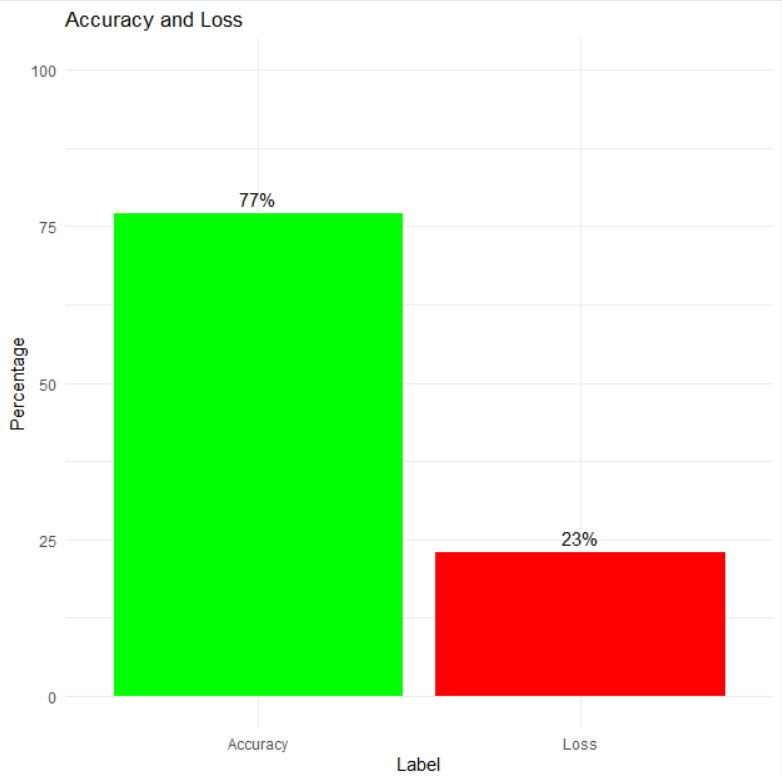 Accuracy and Loss
100
75
50
25
0
Percentage
77%
23%
Accuracy
Loss
Label